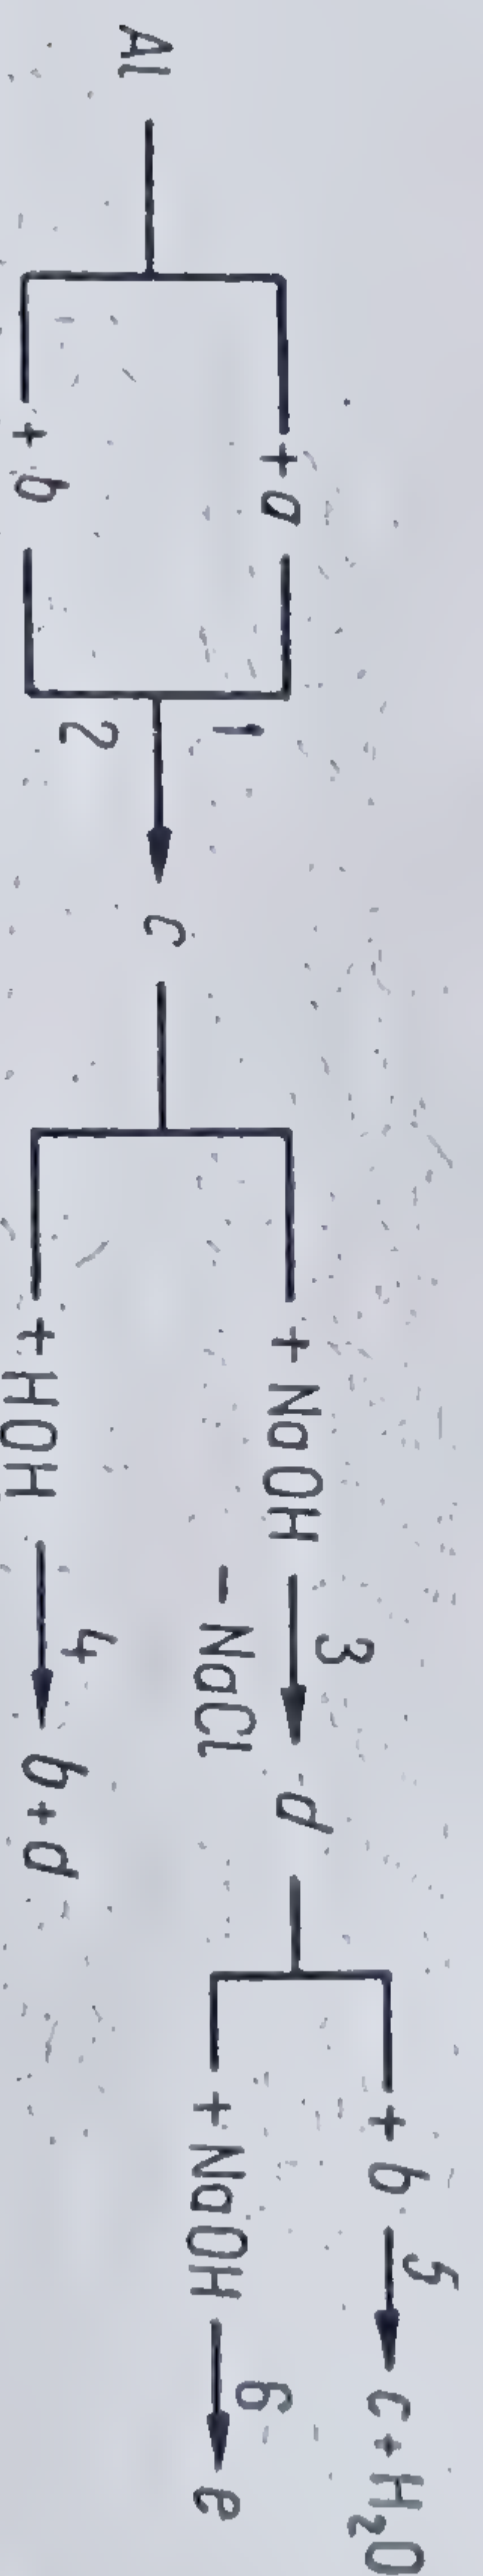 5
+ b → c + H₂O
3
+ a + NaOH → d
6
1 - NaCl + NaOH → e
Al → c
2 4
+ b + HOH → b + d